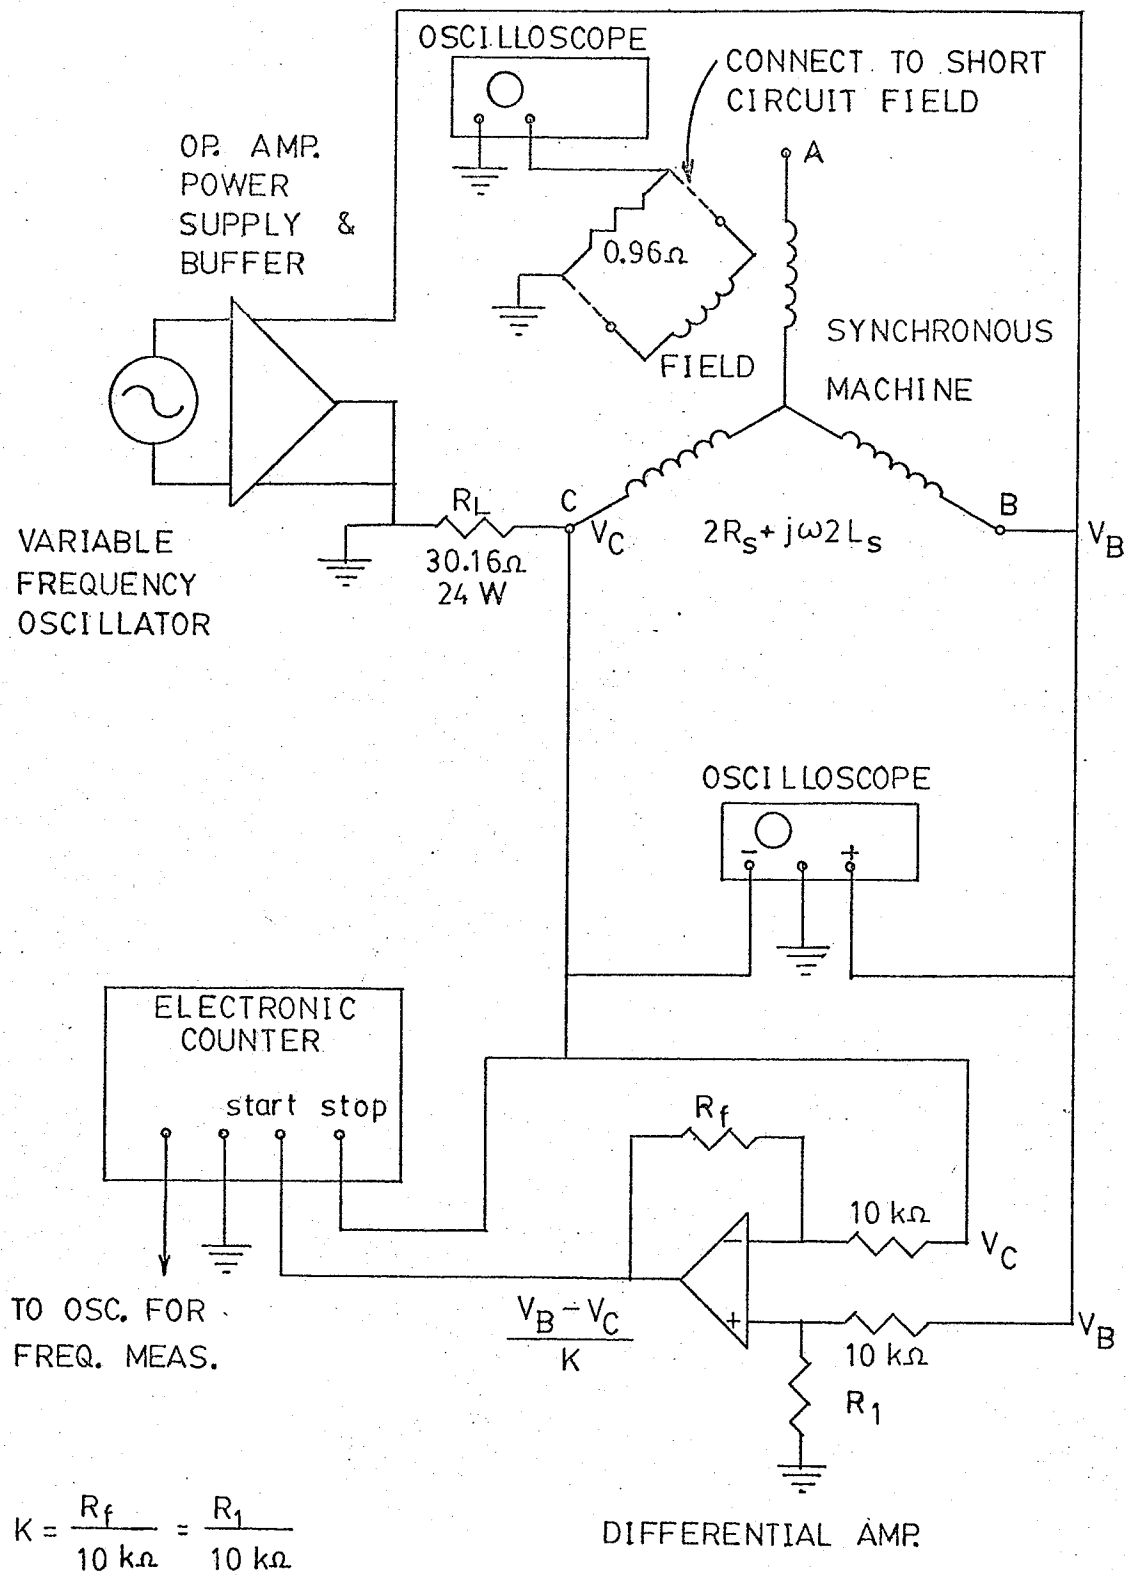 OSCILLOSCOPE
CONNECT TO SHORT
CIRCUIT FIELD
OP. AMP.
POWER
SUPPLY &
BUFFER
A
0.96Ω
FIELD
SYNCHRONOUS
MACHINE
VARIABLE
FREQUENCY
OSCILLATOR
R_L
30.16Ω
24 W
C
V_C
2R_s + jω2L_s
B
V_B
OSCILLOSCOPE
- +
ELECTRONIC
COUNTER
start stop
R_f
10 kΩ
V_C
-
+
V_B
10 kΩ
R_1
TO OSC. FOR
FREQ. MEAS.
V_B - V_C
K
K = R_f / 10 kΩ = R_1 / 10 kΩ
DIFFERENTIAL AMP.